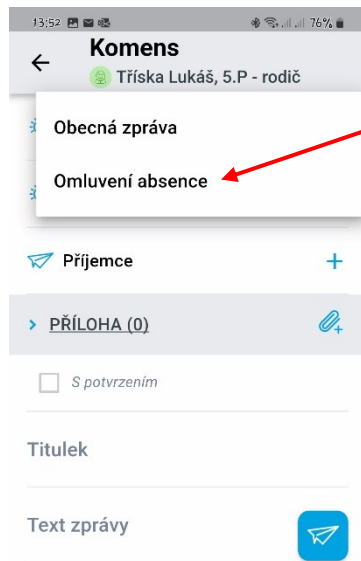 13:52 76%
Komens
Tříska Lukáš, 5.P - rodič
Obecná zpráva
Omluvení absence
Příjemce
PŘÍLOHA (0)
S potvrzením
Titulek
Text zprávy